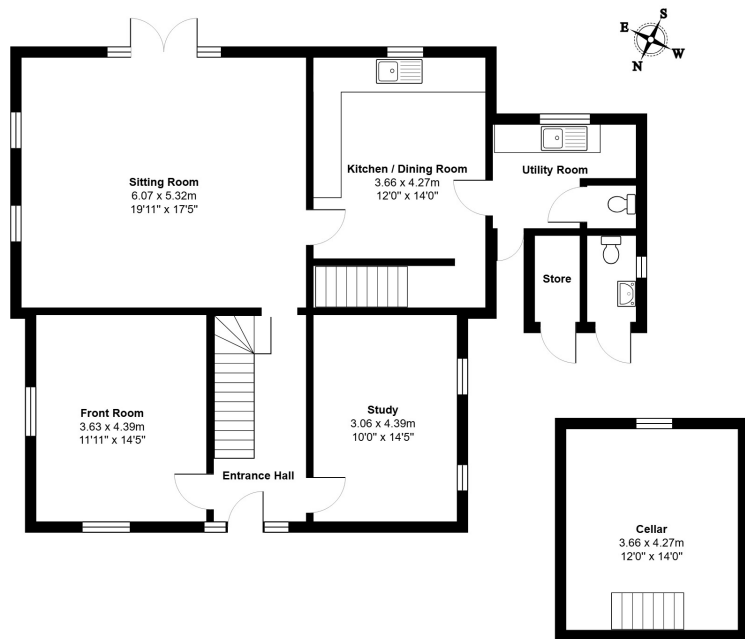 S
E
W
N
Sitting Room
6.07 x 5.32m
19'11" x 17'5"
Kitchen / Dining Room
3.66 x 4.27m
12'0" x 14'0"
Utility Room
Store
Front Room
3.63 x 4.39m
11'11" x 14'5"
Study
3.06 x 4.39m
10'0" x 14'5"
Entrance Hall
Cellar
3.66 x 4.27m
12'0" x 14'0"